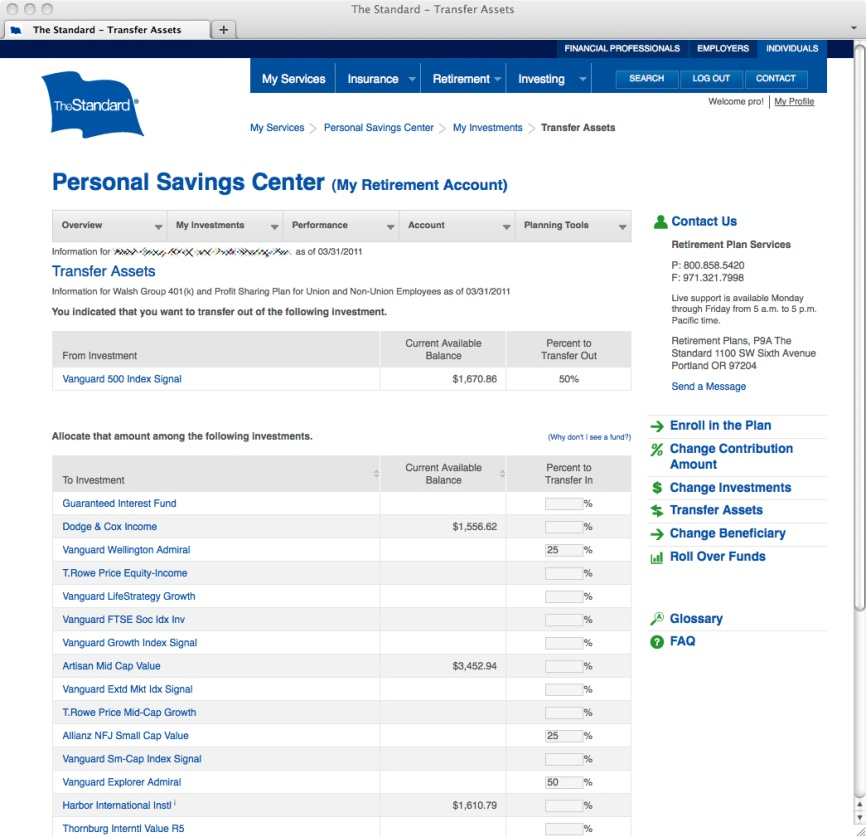 The Standard – Transfer Assets
The Standard – Transfer Assets +
FINANCIAL PROFESSIONALS EMPLOYERS INDIVIDUALS
My Services Insurance Retirement Investing SEARCH LOG OUT CONTACT
TheStandard®
Welcome pro! My Profile
My Services Personal Savings Center My Investments Transfer Assets
Personal Savings Center (My Retirement Account)
Overview My Investments Performance Account Planning Tools
Information for as of 03/31/2011
Transfer Assets
Information for Walsh Group 401(k) and Profit Sharing Plan for Union and Non-Union Employees as of 03/31/2011
You indicated that you want to transfer out of the following investment.
From Investment Current Available Balance Percent to Transfer Out
Vanguard 500 Index Signal $1,670.86 50%
Allocate that amount among the following investments. (Why don't I see a fund?)
To Investment Current Available Balance Percent to Transfer In
Guaranteed Interest Fund %
Dodge & Cox Income $1,556.62 %
Vanguard Wellington Admiral 25 %
T.Rowe Price Equity-Income %
Vanguard LifeStrategy Growth %
Vanguard FTSE Soc Idx Inv %
Vanguard Growth Index Signal %
Artisan Mid Cap Value $3,452.94 %
Vanguard Extd Mkt Idx Signal %
T.Rowe Price Mid-Cap Growth %
Allianz NFJ Small Cap Value 25 %
Vanguard Sm-Cap Index Signal %
Vanguard Explorer Admiral 50 %
Harbor International Instl i $1,610.79 %
Thornburg Interntl Value R5 %
Contact Us
Retirement Plan Services
P: 800.858.5420
F: 971.321.7998
Live support is available Monday
through Friday from 5 a.m. to 5 p.m.
Pacific time.
Retirement Plans, P9A The
Standard 1100 SW Sixth Avenue
Portland OR 97204
Send a Message
Enroll in the Plan
% Change Contribution
Amount
$ Change Investments
Transfer Assets
Change Beneficiary
Roll Over Funds
Glossary
? FAQ